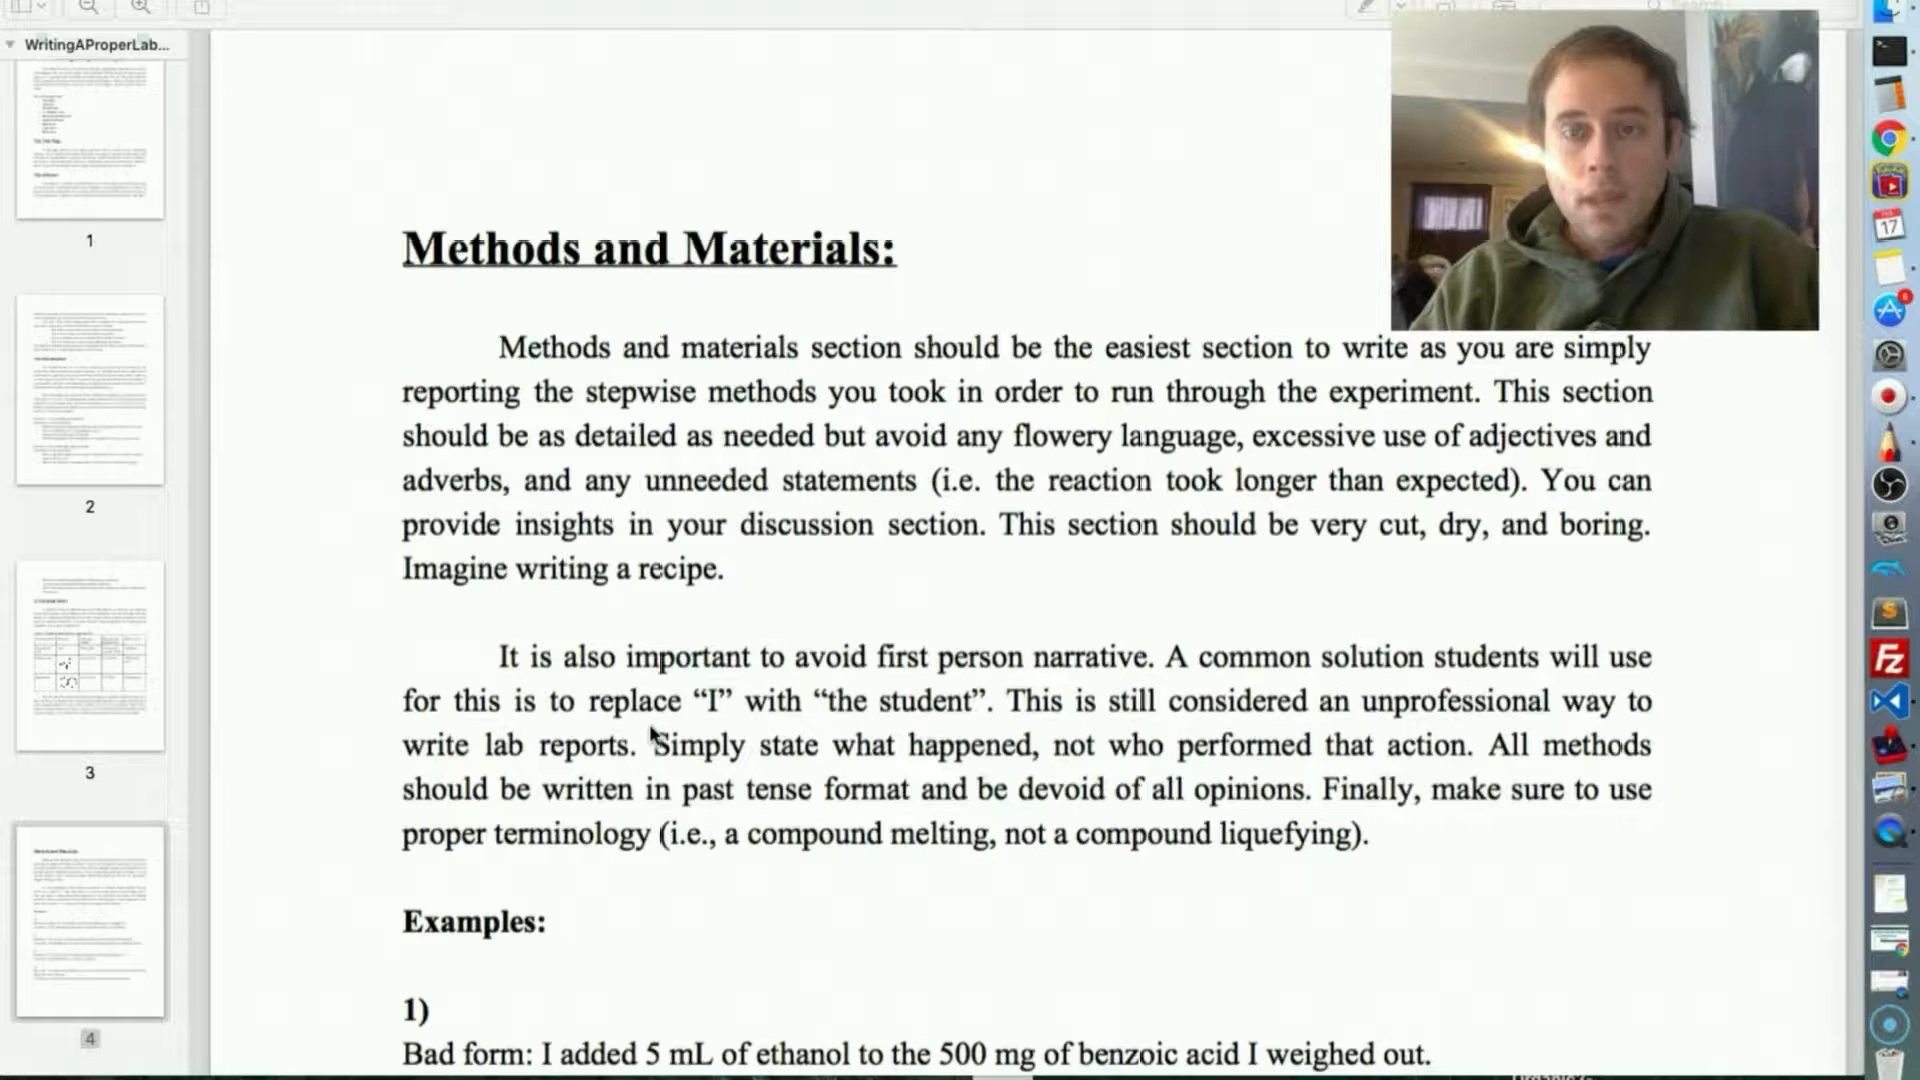 WritingAProperLab...
1
2
3
4
Methods and Materials:
Methods and materials section should be the easiest section to write as you are simply
reporting the stepwise methods you took in order to run through the experiment. This section
should be as detailed as needed but avoid any flowery language, excessive use of adjectives and
adverbs, and any unneeded statements (i.e. the reaction took longer than expected). You can
provide insights in your discussion section. This section should be very cut, dry, and boring.
Imagine writing a recipe.
It is also important to avoid first person narrative. A common solution students will use
for this is to replace “I” with “the student”. This is still considered an unprofessional way to
write lab reports. Simply state what happened, not who performed that action. All methods
should be written in past tense format and be devoid of all opinions. Finally, make sure to use
proper terminology (i.e., a compound melting, not a compound liquefying).
Examples:
1)
Bad form: I added 5 mL of ethanol to the 500 mg of benzoic acid I weighed out.
17
6
S
FZ